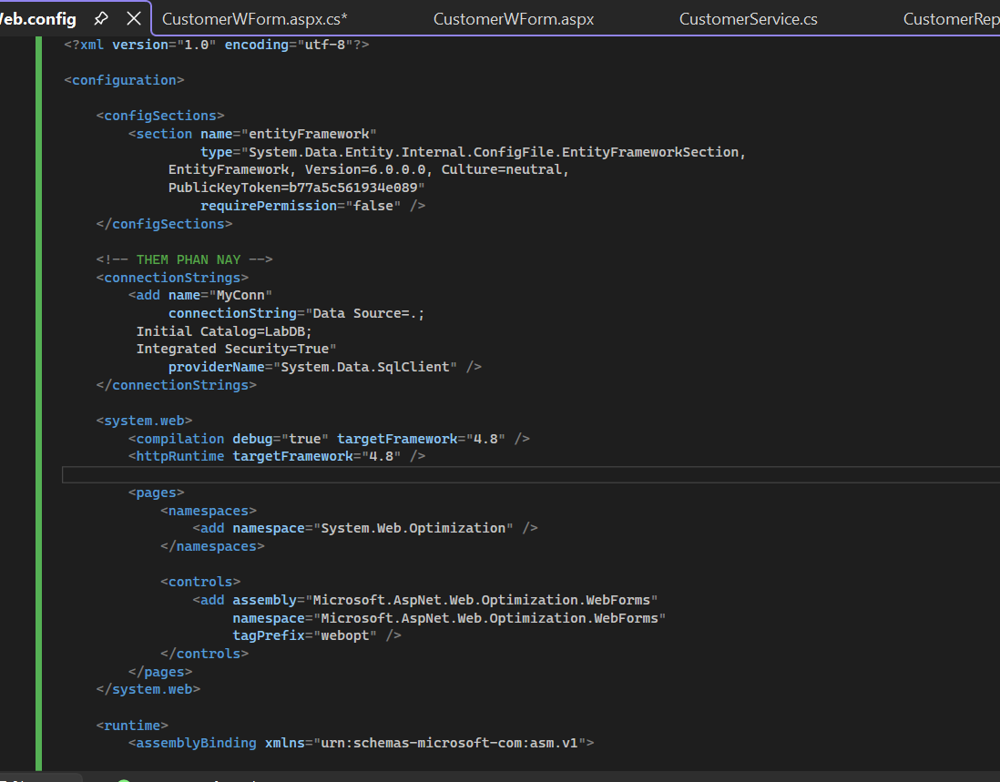 Web.config CustomerWForm.aspx.cs* CustomerWForm.aspx CustomerService.cs CustomerRep
<?xml version="1.0" encoding="utf-8"?>
<configuration>
<configSections>
<section name="entityFramework"
type="System.Data.Entity.Internal.ConfigFile.EntityFrameworkSection,
EntityFramework, Version=6.0.0.0, Culture=neutral,
PublicKeyToken=b77a5c561934e089"
requirePermission="false" />
</configSections>
<!-- THEM PHAN NAY -->
<connectionStrings>
<add name="MyConn"
connectionString="Data Source=.;
Initial Catalog=LabDB;
Integrated Security=True"
providerName="System.Data.SqlClient" />
</connectionStrings>
<system.web>
<compilation debug="true" targetFramework="4.8" />
<httpRuntime targetFramework="4.8" />
<pages>
<namespaces>
<add namespace="System.Web.Optimization" />
</namespaces>
<controls>
<add assembly="Microsoft.AspNet.Web.Optimization.WebForms"
namespace="Microsoft.AspNet.Web.Optimization.WebForms"
tagPrefix="webopt" />
</controls>
</pages>
</system.web>
<runtime>
<assemblyBinding xmlns="urn:schemas-microsoft-com:asm.v1">